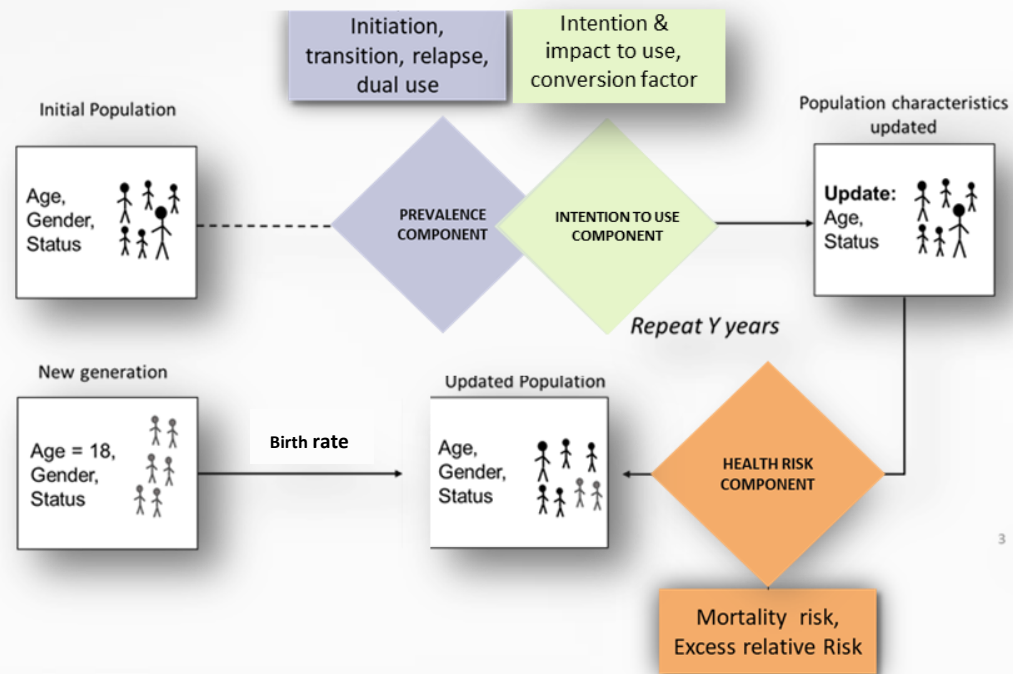 Initiation,
transition, relapse,
dual use
Intention &
impact to use,
conversion factor
Initial Population
Age,
Gender,
Status
PREVALENCE
COMPONENT
INTENTION TO USE
COMPONENT
Population characteristics
updated
Update:
Age,
Status
Repeat Y years
New generation
Age = 18,
Gender,
Status
Birth rate
Updated Population
Age,
Gender,
Status
HEALTH RISK
COMPONENT
3
Mortality risk,
Excess relative Risk